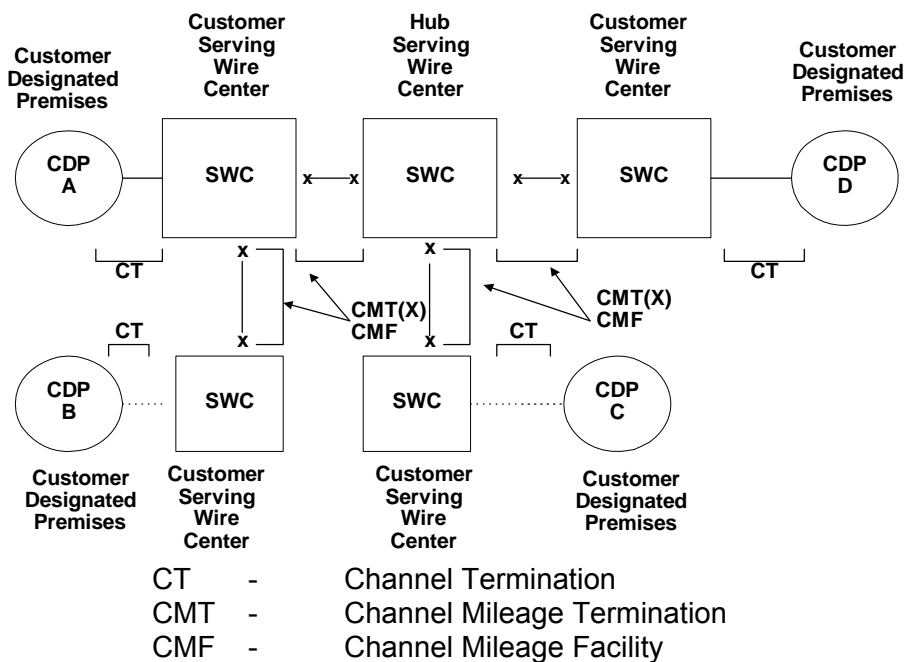 Customer
Designated
Premises
Customer
Serving
Wire
Center
Hub
Serving
Wire
Center
Customer
Serving
Wire
Center
Customer
Designated
Premises
CDP
A
SWC
x
x
SWC
x
x
SWC
CDP
D
CT
x
x
CT
CMT(X)
CMF
CMT(X)
CMF
CT
x
x
CT
CDP
B
SWC
SWC
CDP
C
Customer
Designated
Premises
Customer
Serving
Wire
Center
Customer
Serving
Wire
Center
Customer
Designated
Premises
CT - Channel Termination
CMT - Channel Mileage Termination
CMF - Channel Mileage Facility